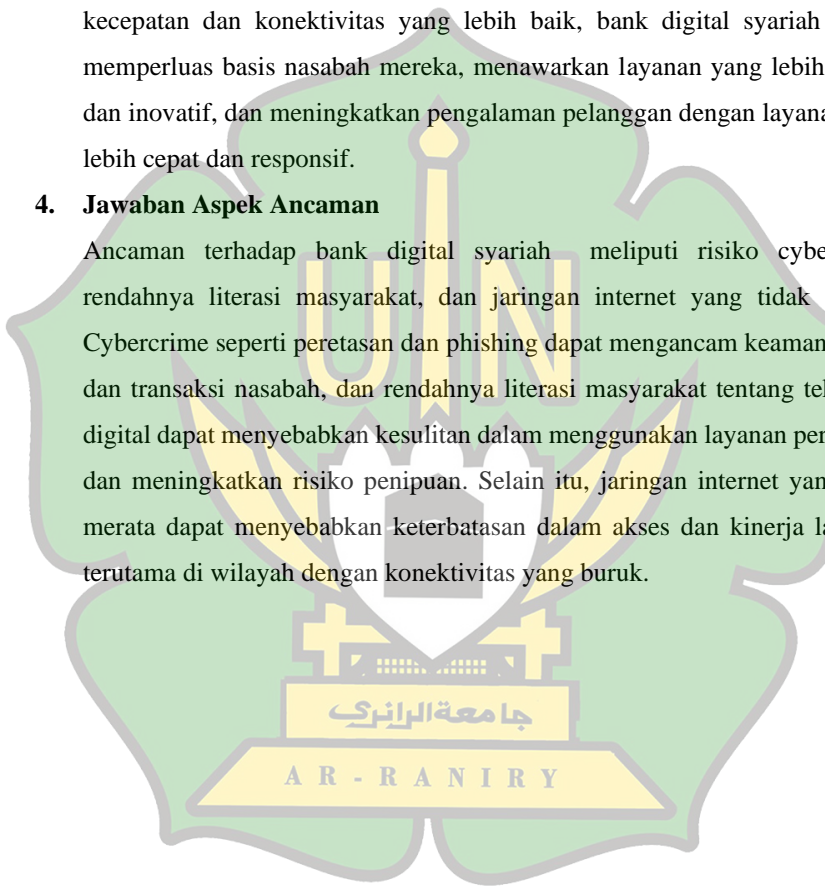 kecepatan dan konektivitas yang lebih baik, bank digital syariah
memperluas basis nasabah mereka, menawarkan layanan yang lebih
dan inovatif, dan meningkatkan pengalaman pelanggan dengan layana
lebih cepat dan responsif.
4. Jawaban Aspek Ancaman
Ancaman terhadap bank digital syariah meliputi risiko cybe
rendahnya literasi masyarakat, dan jaringan internet yang tidak
Cybercrime seperti peretasan dan phishing dapat mengancam keaman
dan transaksi nasabah, dan rendahnya literasi masyarakat tentang te
digital dapat menyebabkan kesulitan dalam menggunakan layanan per
dan meningkatkan risiko penipuan. Selain itu, jaringan internet yan
merata dapat menyebabkan keterbatasan dalam akses dan kinerja la
terutama di wilayah dengan konektivitas yang buruk.
UIN
جامعة الرانري
AR-RANIRY